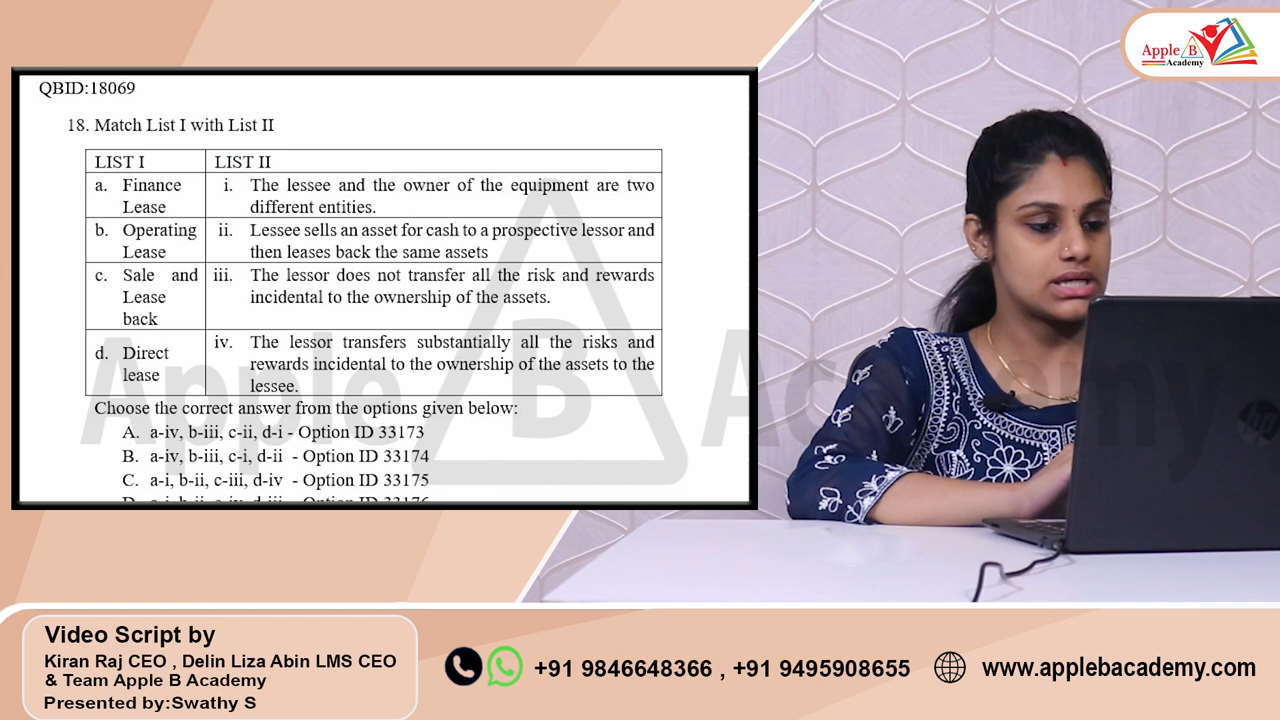 Apple B
Academy
QBID:18069
18. Match List I with List II
LIST I LIST II
a. Finance Lease i. The lessee and the owner of the equipment are two different entities.
b. Operating Lease ii. Lessee sells an asset for cash to a prospective lessor and then leases back the same assets
c. Sale and Lease back iii. The lessor does not transfer all the risk and rewards incidental to the ownership of the assets.
d. Direct lease iv. The lessor transfers substantially all the risks and rewards incidental to the ownership of the assets to the lessee.
Choose the correct answer from the options given below:
A. a-iv, b-iii, c-ii, d-i - Option ID 33173
B. a-iv, b-iii, c-i, d-ii - Option ID 33174
C. a-i, b-ii, c-iii, d-iv - Option ID 33175
Apple B Academy
Video Script by
Kiran Raj CEO , Delin Liza Abin LMS CEO
& Team Apple B Academy
Presented by:Swathy S
+91 9846648366 , +91 9495908655
www.applebacademy.com